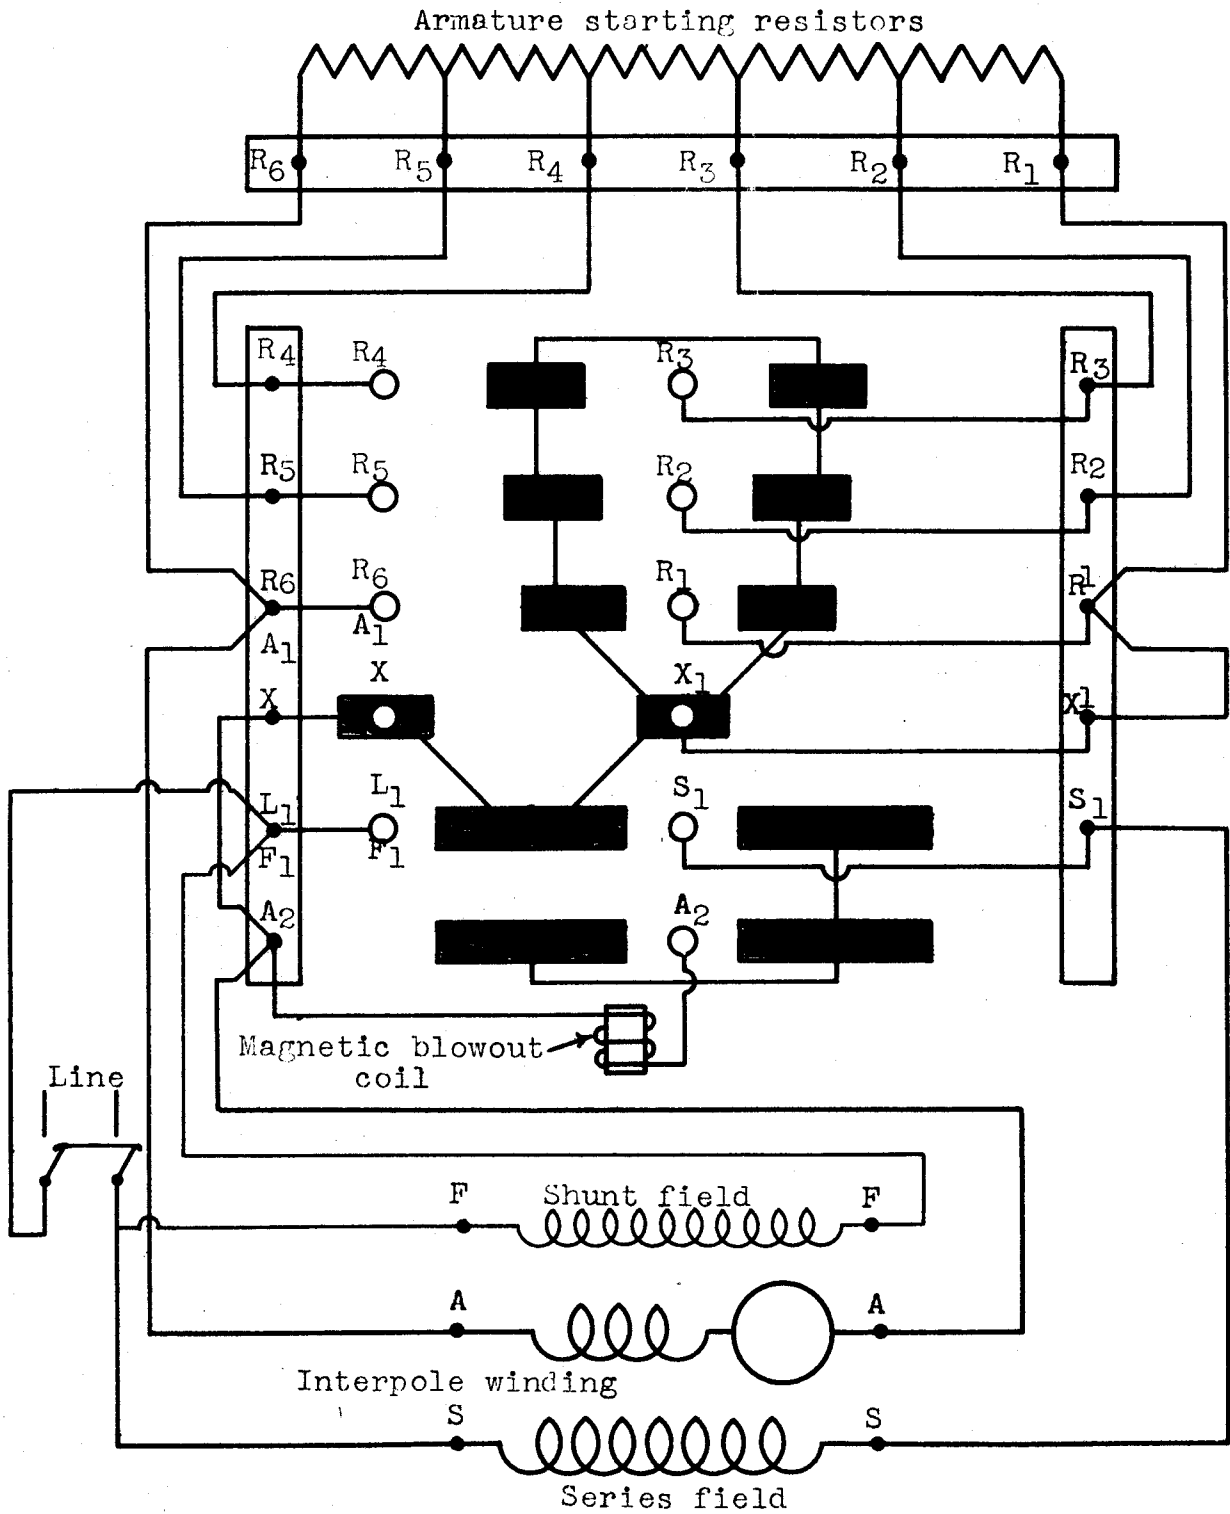 Armature starting resistors
R6 R5 R4 R3 R2 R1
R4 R4 R3 R3
R5 R5 R2 R2
R6 R6 R1 R1
A1 A1
X X X1 X1
L1 L1 S1 S1
F1 F1
A2 A2
Magnetic blowout
coil
Line
F Shunt field F
A A
Interpole winding
S S
Series field